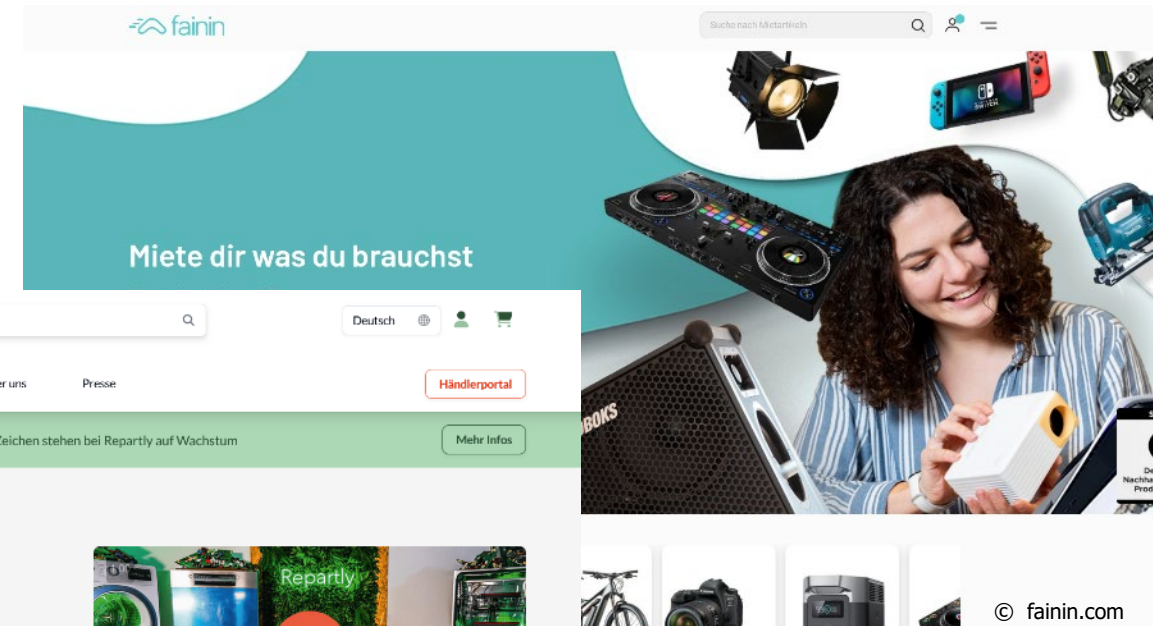 fainin
Suche nach Mietartikeln
Miete dir was du brauchst
Deutsch
er uns
Presse
Händlerportal
Zeichen stehen bei Repartly auf Wachstum
Mehr Infos
Repartly
© fainin.com